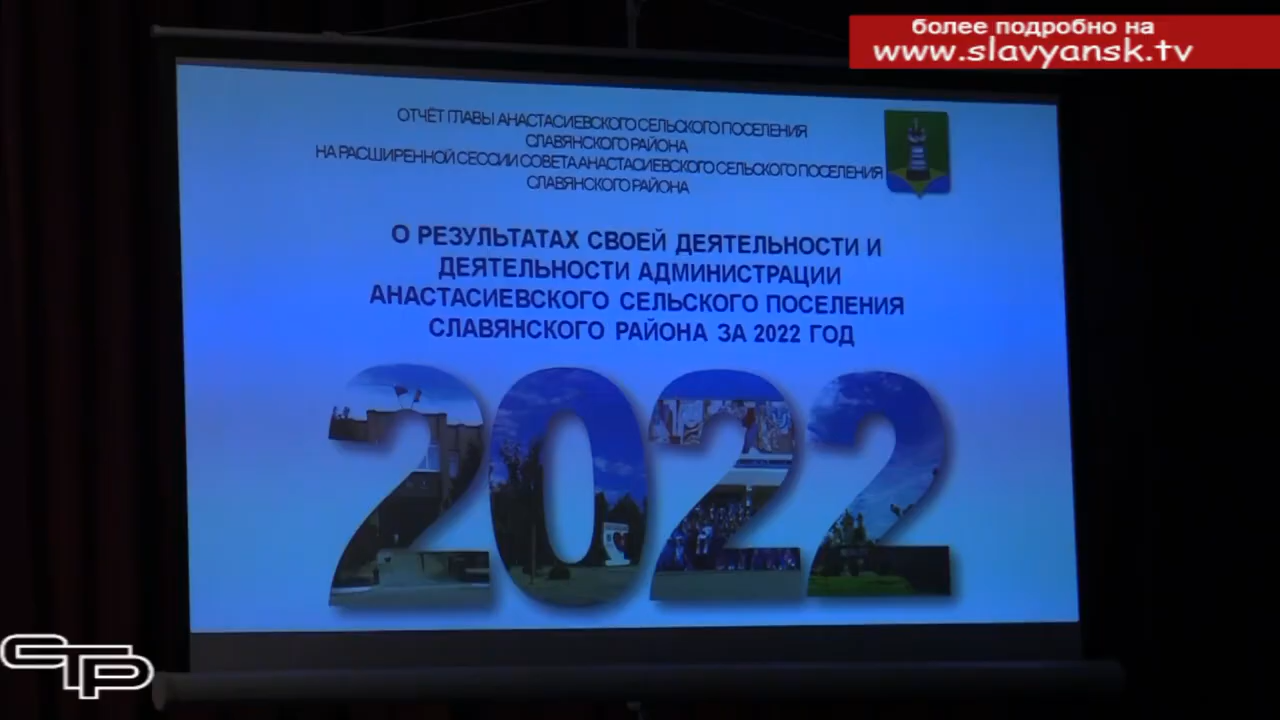 более подробно на
www.slavyansk.tv
ОТЧЁТ ГЛАВЫ АНАСТАСИЕВСКОГО СЕЛЬСКОГО ПОСЕЛЕНИЯ
СЛАВЯНСКОГО РАЙОНА
НА РАСШИРЕННОЙ СЕССИИ СОВЕТА АНАСТАСИЕВСКОГО СЕЛЬСКОГО ПОСЕЛЕНИЯ
СЛАВЯНСКОГО РАЙОНА
О РЕЗУЛЬТАТАХ СВОЕЙ ДЕЯТЕЛЬНОСТИ И
ДЕЯТЕЛЬНОСТИ АДМИНИСТРАЦИИ
АНАСТАСИЕВСКОГО СЕЛЬСКОГО ПОСЕЛЕНИЯ
СЛАВЯНСКОГО РАЙОНА ЗА 2022 ГОД
2022
СТР